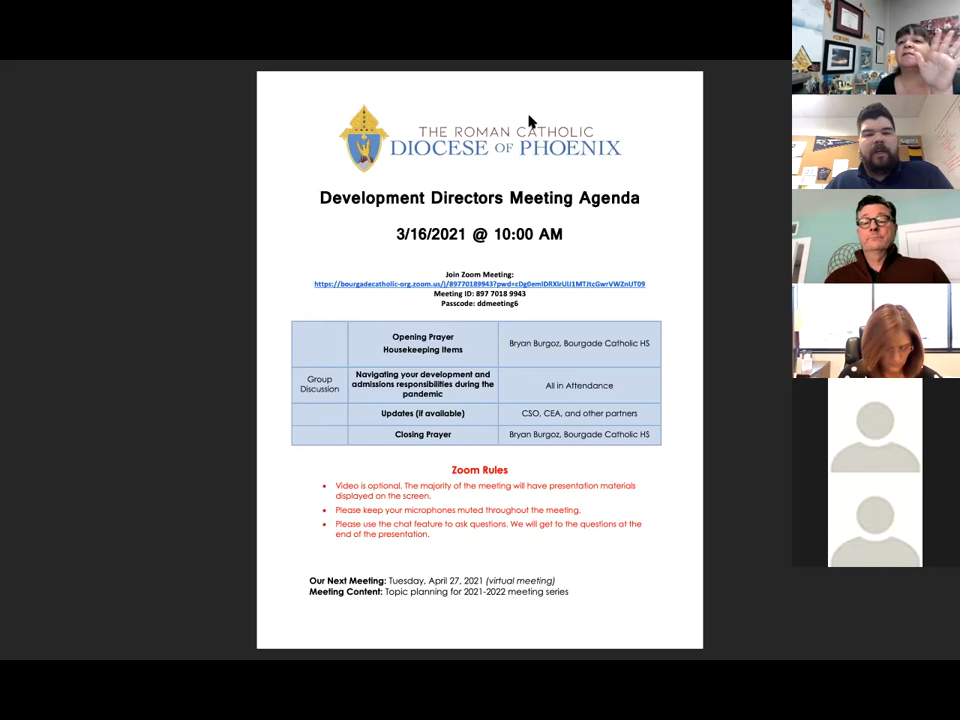 THE ROMAN CATHOLIC
DIOCESE OF PHOENIX
Development Directors Meeting Agenda
3/16/2021 @ 10:00 AM
Join Zoom Meeting:
Meeting ID: 897 7018 9943
Passcode: ddmeeting6
Opening Prayer
Housekeeping Items
Bryan Burgoz, Bourgade Catholic HS
Group
Discussion
Navigating your development and
admissions responsibilities during the
pandemic
All in Attendance
Updates (if available)
CSO, CEA, and other partners
Closing Prayer
Bryan Burgoz, Bourgade Catholic HS
Zoom Rules
• Video is optional. The majority of the meeting will have presentation materials
displayed on the screen.
• Please keep your microphones muted throughout the meeting.
• Please use the chat feature to ask questions. We will get to the questions at the
end of the presentation.
Our Next Meeting: Tuesday, April 27, 2021 (virtual meeting)
Meeting Content: Topic planning for 2021-2022 meeting series